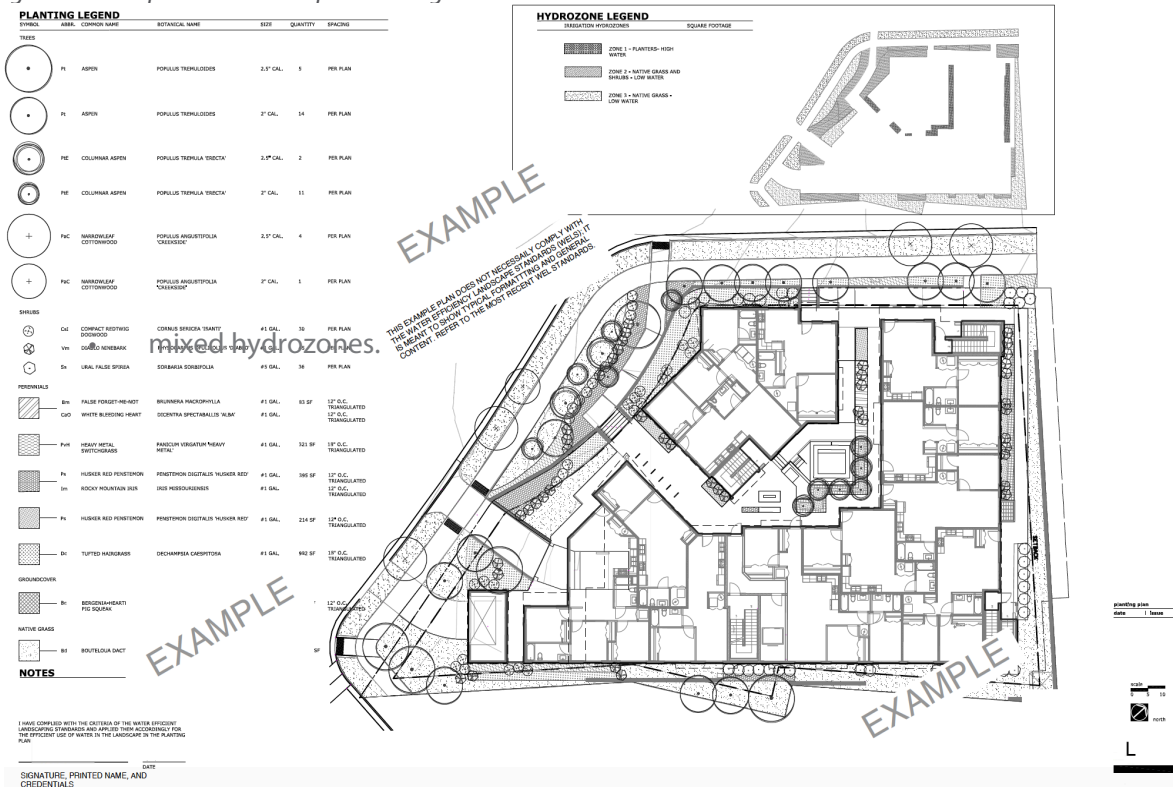 PLANTING LEGEND
SYMBOL ABBR. COMMON NAME BOTANICAL NAME SIZE QUANTITY SPACING
TREES
Pt ASPEN POPULUS TREMULOIDES 2.5" CAL. 5 PER PLAN
Pt ASPEN POPULUS TREMULOIDES 2" CAL. 14 PER PLAN
PtE COLUMNAR ASPEN POPULUS TREMULA 'ERECTA' 2.5" CAL. 2 PER PLAN
PtE COLUMNAR ASPEN POPULUS TREMULA 'ERECTA' 2" CAL. 11 PER PLAN
PaC NARROWLEAF COTTONWOOD POPULUS ANGUSTIFOLIA 'CREEKSIDE' 2.5" CAL. 4 PER PLAN
PaC NARROWLEAF COTTONWOOD POPULUS ANGUSTIFOLIA 'CREEKSIDE' 2" CAL. 1 PER PLAN
SHRUBS
CsI COMPACT REDTWIG DOGWOOD CORNUS SERICEA 'ISANTI' #1 GAL. PER PLAN
Vm DIABLO NINEBARK
mixed hydrozones.
Sn URAL FALSE SPIREA SORBARIA SORBIFOLIA #5 GAL. 36 PER PLAN
PERENNIALS
Bm FALSE FORGET-ME-NOT BRUNNERA MACROPHYLLA #1 GAL. 83 SF 12" O.C. TRIANGULATED
WHITE BLEEDING HEART DICENTRA SPECTABALLIS 'ALBA' #1 GAL. 12" O.C. TRIANGULATED
PvH HEAVY METAL SWITCHGRASS PANICUM VIRGATUM 'HEAVY METAL' #1 GAL. 321 SF TRIANGULATED
Px HUSKER RED PENSTEMON PENSTEMON DIGITALIS 'HUSKER RED' #1 GAL. 395 SF 12" O.C. TRIANGULATED
Im ROCKY MOUNTAIN IRIS IRIS MISSOURIENSIS #1 GAL. 12" O.C. TRIANGULATED
Px HUSKER RED PENSTEMON PENSTEMON DIGITALIS 'HUSKER RED' #1 GAL. 214 SF 12" O.C. TRIANGULATED
Dc TUFTED HAIRGRASS DECHAMPSIA CAESPITOSA #1 GAL. 992 SF TRIANGULATED
GROUNDCOVER
Bc BERGENIA-HEARTI PIG SQUEAK 12" O.C.
NATIVE GRASS
Bd BOUTELOUA DACT SF
NOTES
I HAVE COMPLIED WITH THE CRITERIA OF THE WATER EFFICIENT
LANDSCAPING STANDARDS AND APPLIED THEM ACCORDINGLY FOR
THE EFFICIENT USE OF WATER IN THE LANDSCAPE IN THE PLANTING
PLAN
DATE
SIGNATURE, PRINTED NAME, AND
CREDENTIALS
HYDROZONE LEGEND
IRRIGATION HYDROZONES SQUARE FOOTAGE
ZONE 1 - PLANTERS- HIGH
WATER
ZONE 2 - NATIVE GRASS AND
SHRUBS - LOW WATER
ZONE 3 - NATIVE GRASS -
LOW WATER
EXAMPLE
THIS EXAMPLE PLAN DOES NOT NECESSAILY COMPLY WITH
THE WATER EFFICIENCY LANDSCAPE STANDARDS (WELS); IT
IS MEANT TO SHOW TYPICAL FORMATTTING AND GENERAL
CONTENT. REFER TO THE MOST RECENT WEL STANDARDS.
EXAMPLE
EXAMPLE
planting plan
date issue
scale
0 5 10
north
L